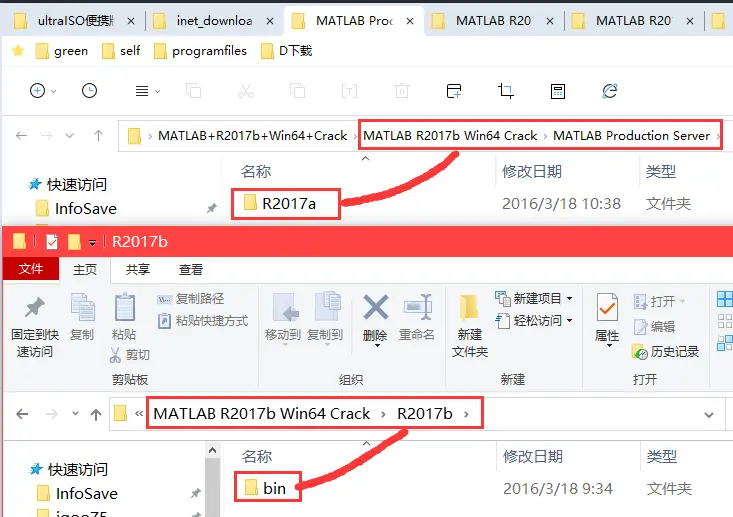 ultraISO便携版 inet_downloa MATLAB Proc MATLAB R201 MATLAB R201
green self programfiles D下载
MATLAB+R2017b+Win64+Crack MATLAB R2017b Win64 Crack MATLAB Production Server
名称 修改日期 类型
快速访问
R2017a 2016/3/18 10:38 文件夹
InfoSave
R2017b
文件 主页 共享 查看
固定到快速访问 复制 粘贴 复制路径 粘贴快捷方式 剪切
移动到 复制到 删除 重命名
新建文件夹 新建项目 轻松访问
属性 打开 编辑 历史记录
剪贴板 组织 新建 打开
« MATLAB R2017b Win64 Crack R2017b
名称 修改日期 类型
快速访问
bin 2016/3/18 9:34 文件夹
InfoSave